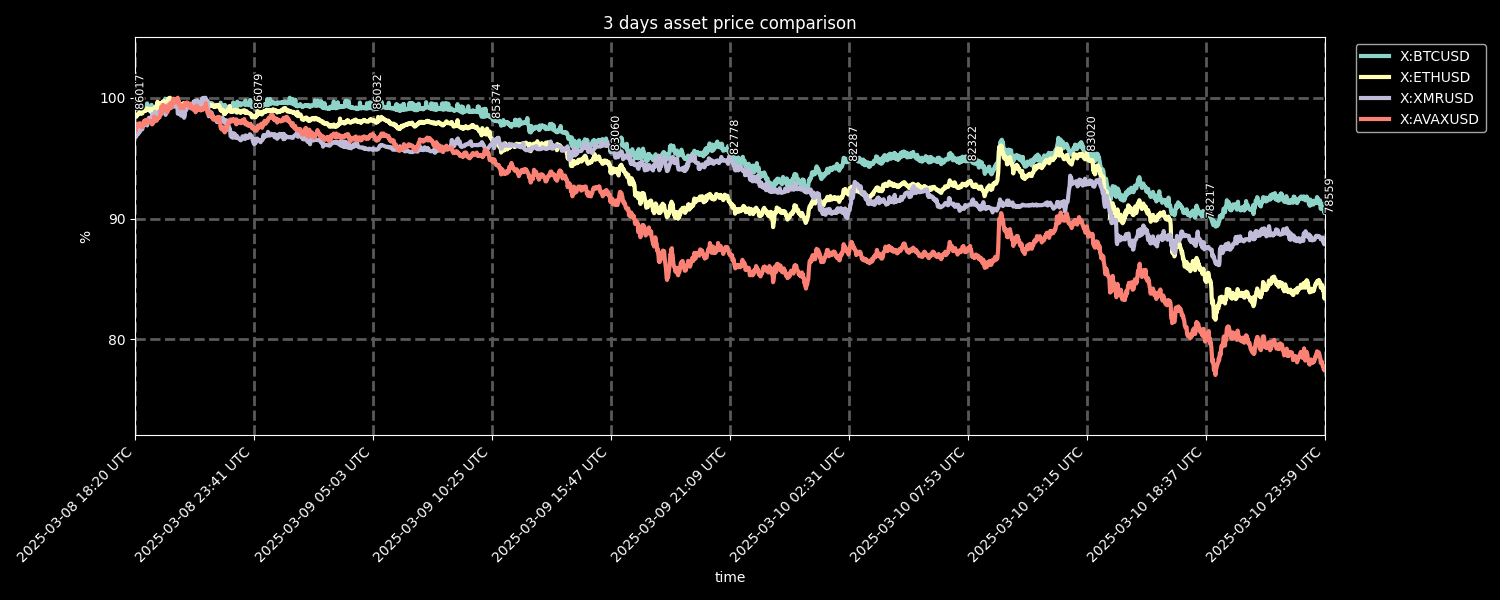 3 days asset price comparison
X:BTCUSD
X:ETHUSD
X:XMRUSD
X:AVAXUSD
100
90
80
%
86017
86079
86032
85374
83060
82778
82287
82322
83020
78217
78559
2025-03-08 18:20 UTC
2025-03-08 23:41 UTC
2025-03-09 05:03 UTC
2025-03-09 10:25 UTC
2025-03-09 15:47 UTC
2025-03-09 21:09 UTC
2025-03-10 02:31 UTC
2025-03-10 07:53 UTC
2025-03-10 13:15 UTC
2025-03-10 18:37 UTC
2025-03-10 23:59 UTC
time